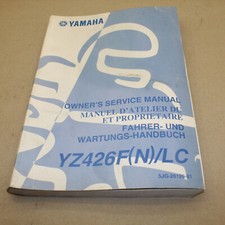 YAMAHA
OWNER'S SERVICE MANUAL
MANUEL D'ATELIER DU
ET PROPRIETAIRE
FAHRER- UND
WARTUNGS-HANDBUCH
YZ426F(N)/LC